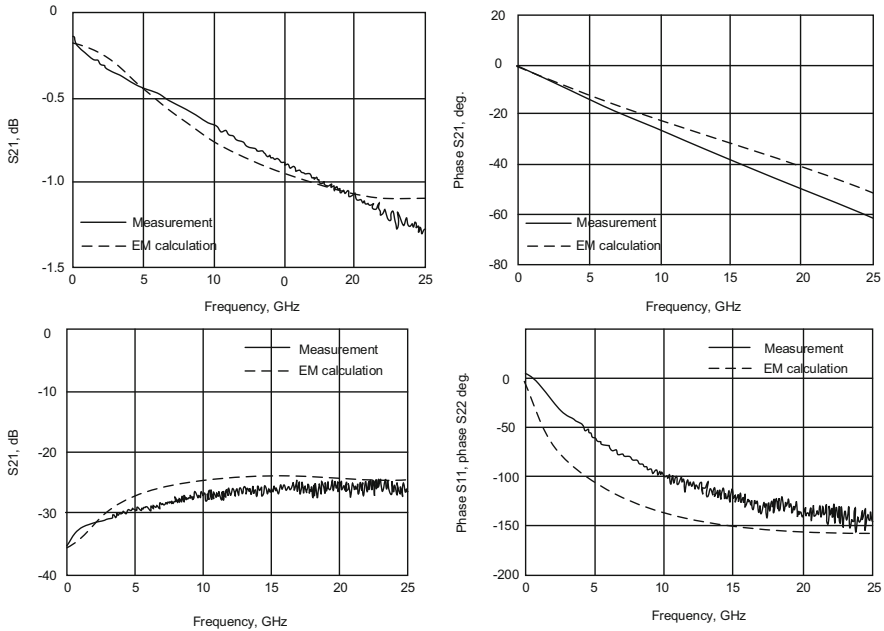 0
-0.5
-1.0
-1.5
S21, dB
Measurement
EM calculation
0
5
10
0
20
25
Frequency, GHz
20
0
-20
-40
-60
-80
Phase S21, deg.
Measurement
EM calculation
0
5
10
15
20
25
Frequency, GHz
0
-10
-20
-30
-40
S21, dB
Measurement
EM calculation
0
5
10
15
20
25
Frequency, GHz
0
-50
-100
-150
-200
Phase S11, phase S22 deg.
Measurement
EM calculation
0
5
10
15
20
25
Frequency, GHz